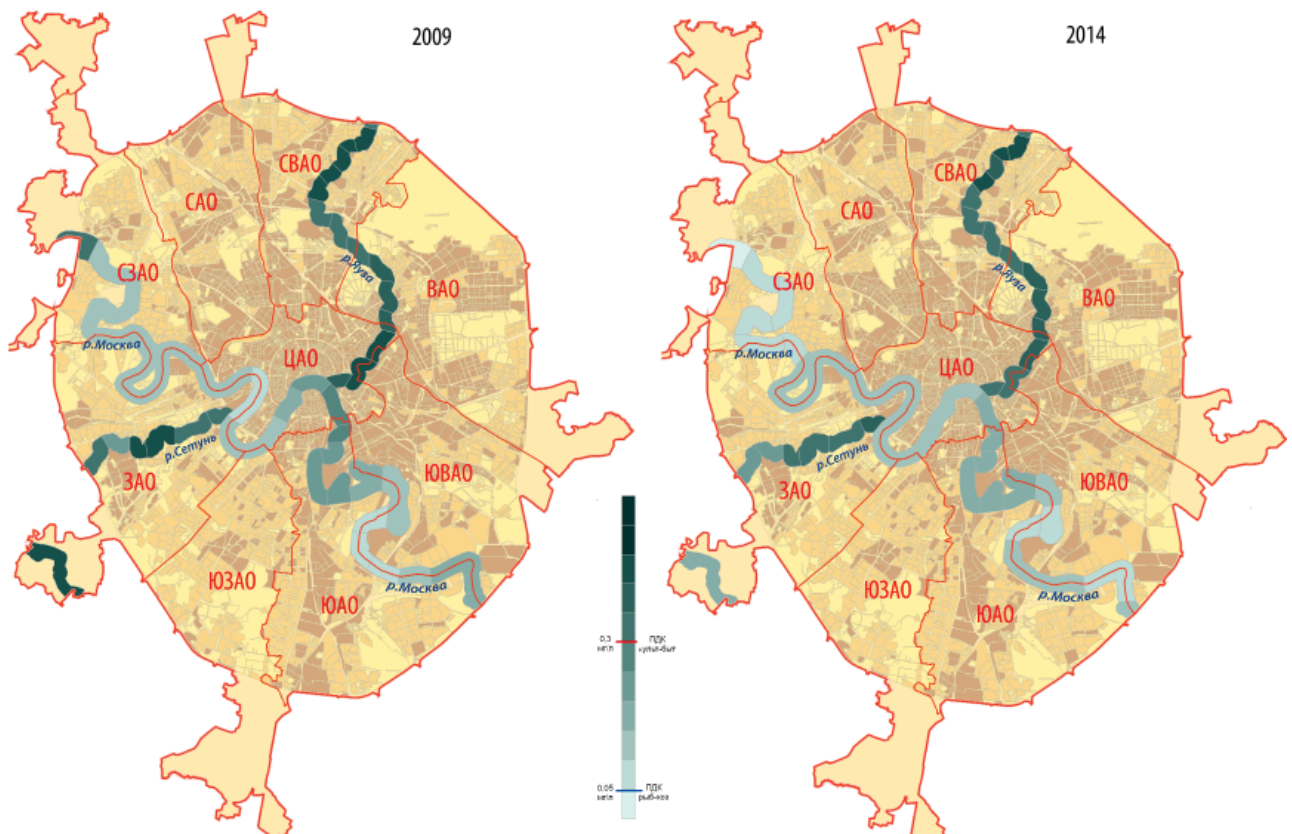 2009
СВАО
САО
СЗАО
р.Яуза
ВАО
р.Москва
ЦАО
р.Сетунь
ЗАО
ЮВАО
ЮЗАО
р.Москва
ЮАО
0,3
мг/л
ПДК
культ-быт
0,05
мг/л
ПДК
рыб-хоз
2014
СВАО
САО
СЗАО
р.Яуза
ВАО
р.Москва
ЦАО
р.Сетунь
ЗАО
ЮВАО
ЮЗАО
р.Москва
ЮАО